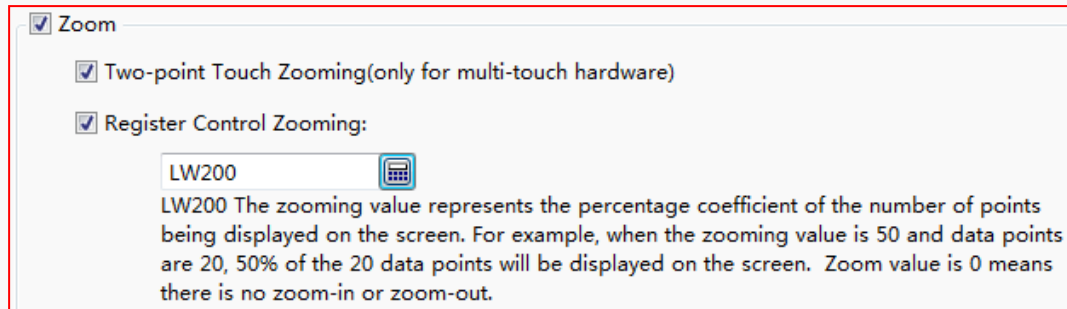 Zoom
Two-point Touch Zooming(only for multi-touch hardware)
Register Control Zooming:
LW200
LW200 The zooming value represents the percentage coefficient of the number of points
being displayed on the screen. For example, when the zooming value is 50 and data points
are 20, 50% of the 20 data points will be displayed on the screen.  Zoom value is 0 means
there is no zoom-in or zoom-out.